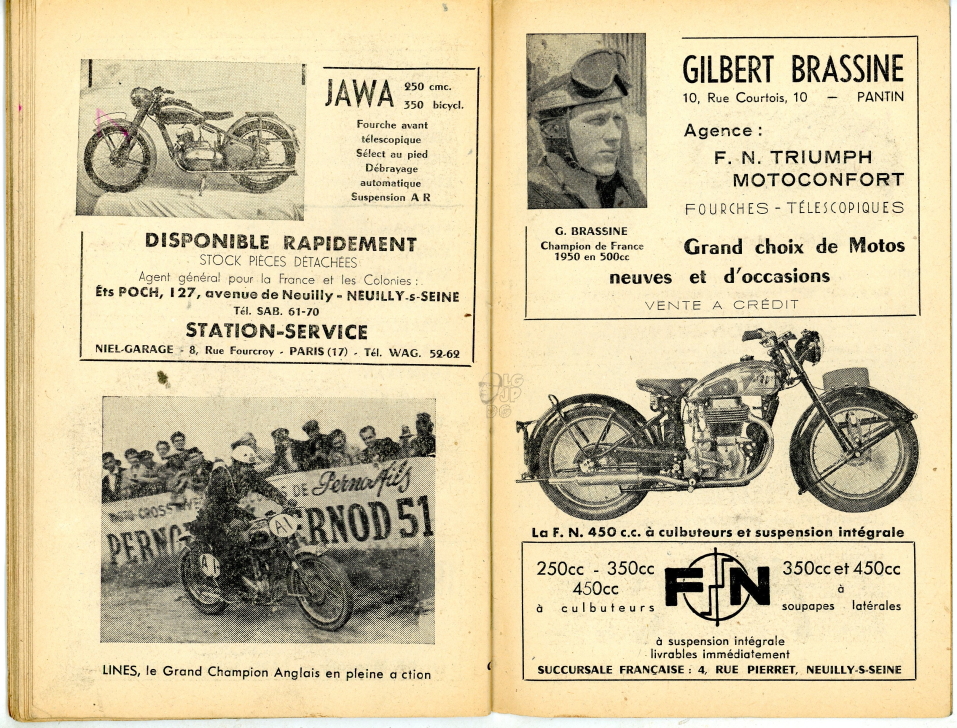 JAWA 250 cmc.
350 bicycl.
Fourche avant
télescopique
Sélect au pied
Débrayage
automatique
Suspension A R
DISPONIBLE RAPIDEMENT
STOCK PIÈCES DÉTACHÉES
Agent général pour la France et les Colonies :
Éts POCH, 127, avenue de Neuilly - NEUILLY-s-SEINE
Tél. SAB. 61-70
STATION-SERVICE
NIEL-GARAGE - 8, Rue Fourcroy - PARIS (17) - Tél. WAG. 52-62
MOTO-CROSS
DE Pernod fils
PERNOD 51
A1
A1
LINES, le Grand Champion Anglais en pleine action
GILBERT BRASSINE
10, Rue Courtois, 10 — PANTIN
Agence :
F. N. TRIUMPH
MOTOCONFORT
FOURCHES - TÉLESCOPIQUES
G. BRASSINE
Champion de France
1950 en 500cc
Grand choix de Motos
neuves et d'occasions
VENTE A CRÉDIT
La F. N. 450 c.c. à culbuteurs et suspension intégrale
250cc - 350cc
450cc
à culbuteurs
FN
350cc et 450cc
à
soupapes latérales
à suspension intégrale
livrables immédiatement
SUCCURSALE FRANÇAISE : 4, RUE PIERRET, NEUILLY-S-SEINE